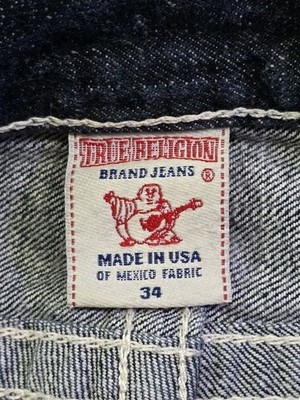 TRUE RELIGION
BRAND JEANS ®
MADE IN USA
OF MEXICO FABRIC
34